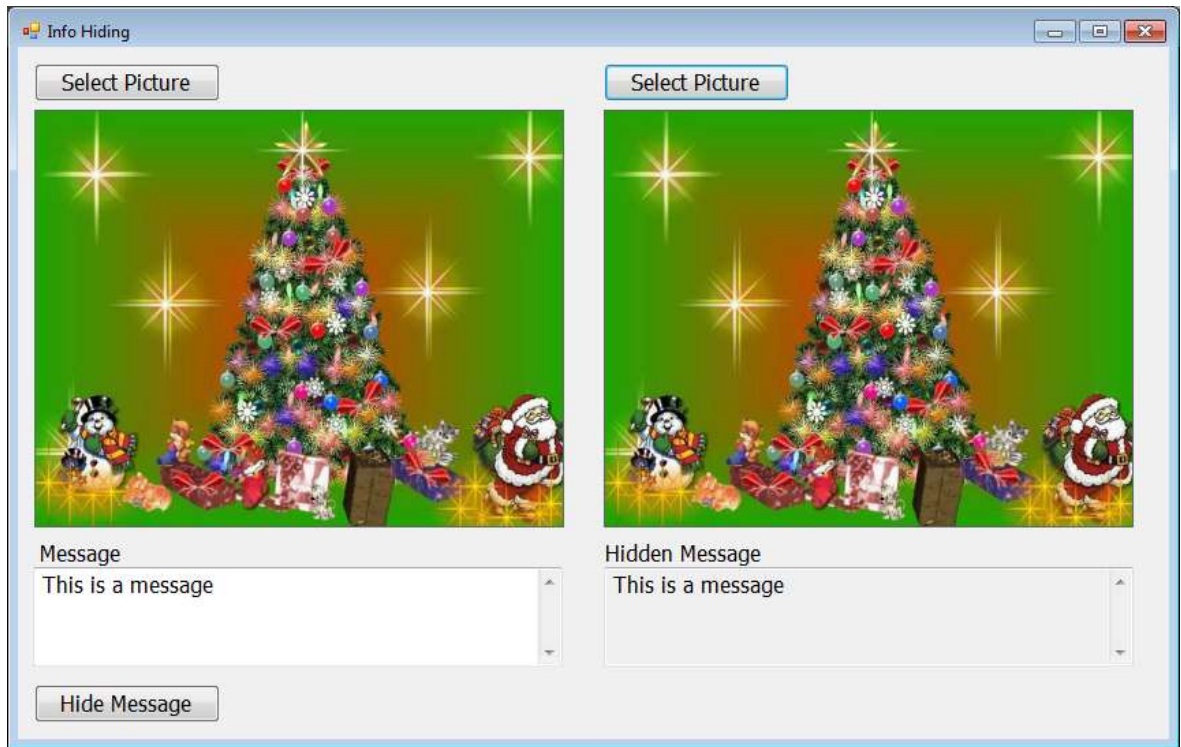 Info Hiding
Select Picture
Select Picture
Message
This is a message
Hidden Message
This is a message
Hide Message